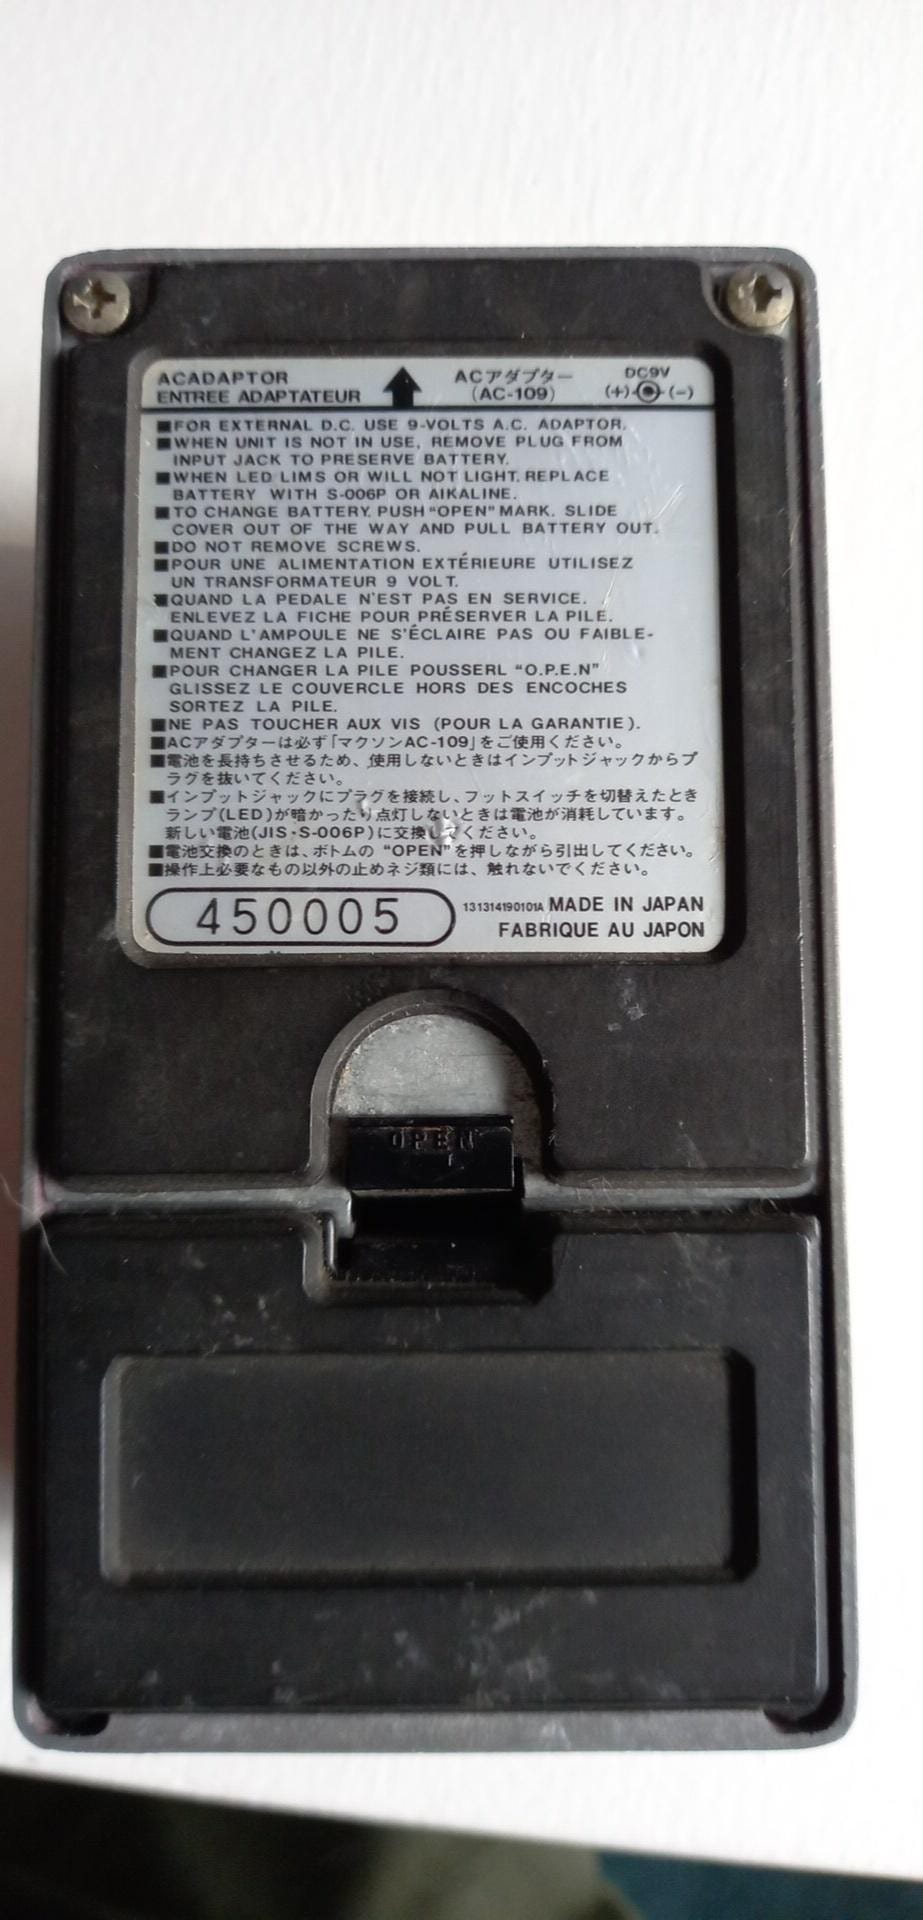 ACADAPTOR
ENTREE ADAPTATEUR
ACアダプター
(AC-109)
DC9V
(+) (-)
■FOR EXTERNAL D.C. USE 9-VOLTS A.C. ADAPTOR.
■WHEN UNIT IS NOT IN USE, REMOVE PLUG FROM
INPUT JACK TO PRESERVE BATTERY.
■WHEN LED LIMS OR WILL NOT LIGHT, REPLACE
BATTERY WITH S-006P OR AIKALINE.
■TO CHANGE BATTERY, PUSH "OPEN" MARK. SLIDE
COVER OUT OF THE WAY AND PULL BATTERY OUT.
■DO NOT REMOVE SCREWS.
■POUR UNE ALIMENTATION EXTÉRIEURE UTILISEZ
UN TRANSFORMATEUR 9 VOLT.
■QUAND LA PEDALE N'EST PAS EN SERVICE.
ENLEVEZ LA FICHE POUR PRÉSERVER LA PILE.
■QUAND L'AMPOULE NE S'ÉCLAIRE PAS OU FAIBLE-
MENT CHANGEZ LA PILE.
■POUR CHANGER LA PILE POUSSERL "O.P.E.N"
GLISSEZ LE COUVERCLE HORS DES ENCOCHES
SORTEZ LA PILE.
■NE PAS TOUCHER AUX VIS (POUR LA GARANTIE).
■ACアダプターは必ず「マクソンAC-109」をご使用ください。
■電池を長持ちさせるため、使用しないときはインプットジャックからプ
ラグを抜いてください。
■インプットジャックにプラグを接続し、フットスイッチを切替えたとき
ランプ(LED)が暗かったり点灯しないときは電池が消耗しています。
新しい電池(JIS・S-006P)に交換してください。
■電池交換のときは、ボトムの "OPEN"を押しながら引出してください。
■操作上必要なもの以外の止めネジ類には、触れないでください。
450005
131314190101A MADE IN JAPAN
FABRIQUE AU JAPON
OPEN